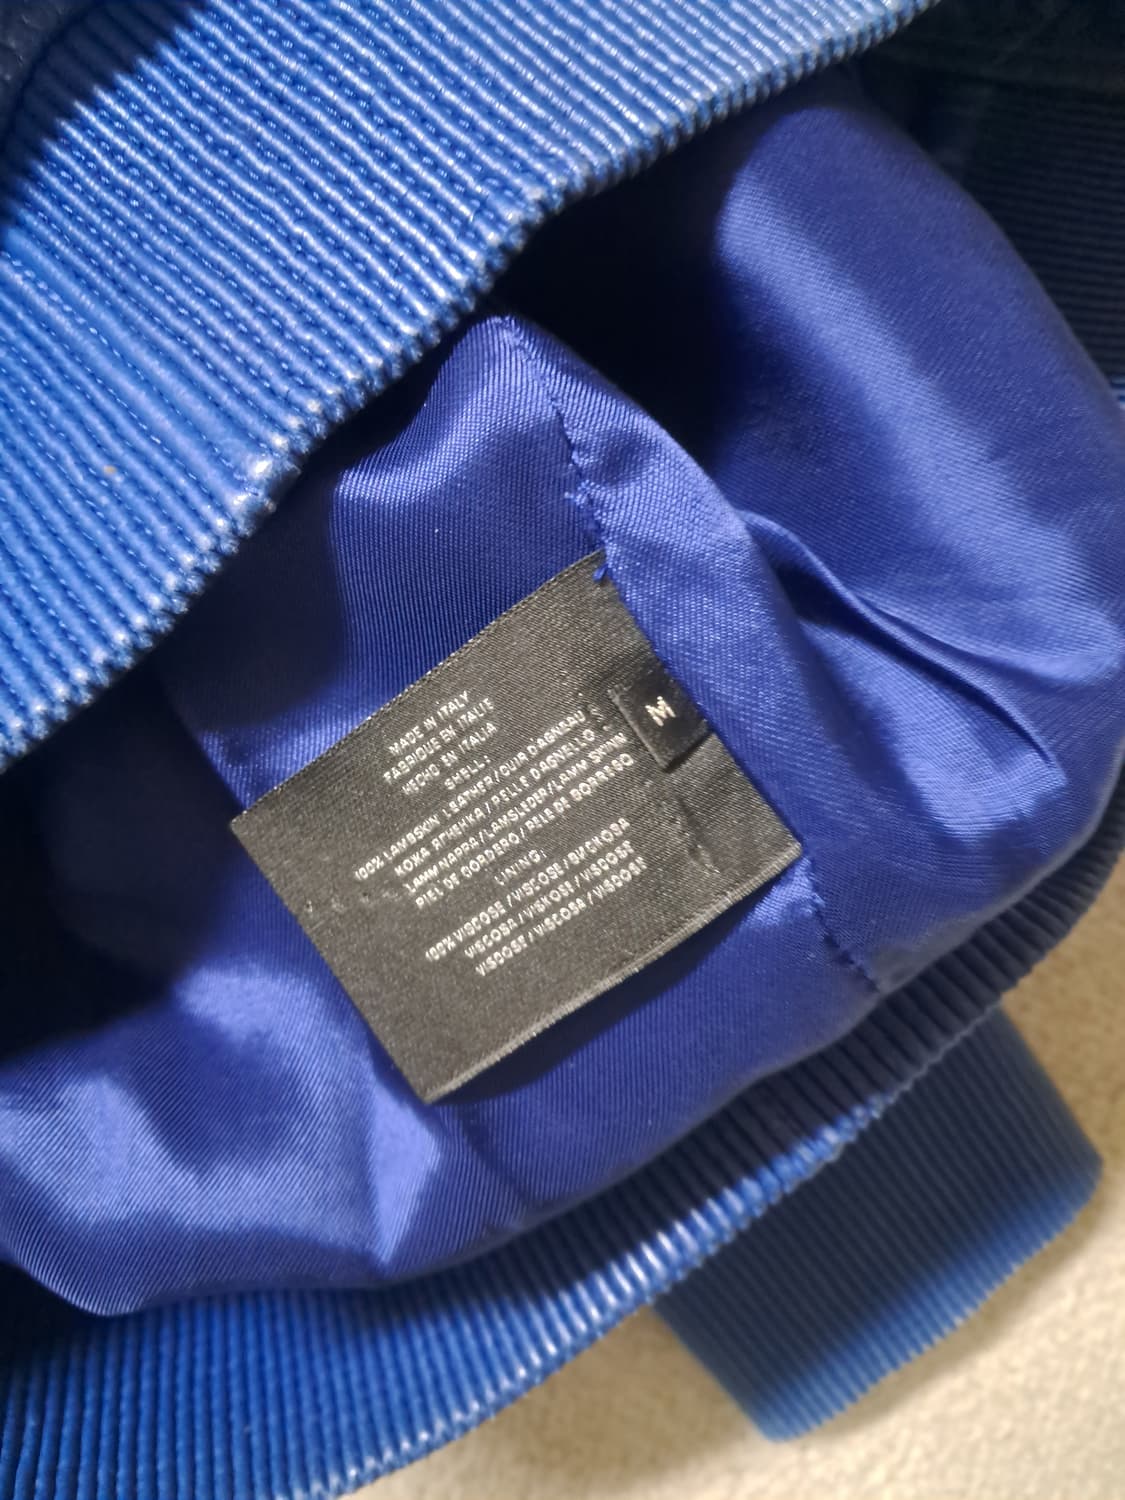 M
MADE IN ITALY
FABRIQUE EN ITALIE
HECHO EN ITALIA
SHELL:
100% LAMBSKIN LEATHER/CUIR D'AGNEAU
КОЖА ЯГНЕНКА / PELLE D'AGNELLO
LAMMNAPPA/LAMSLEDER/LAMM SKINN
PIEL DE CORDERO / PELE DE BORREGO
LINING:
100% VISCOSE / VISCOSE / ВИСКОЗА
VISCOSA / VISKOSE / VISCOSE
VISCOSE / VISCOSA / VISCOSE